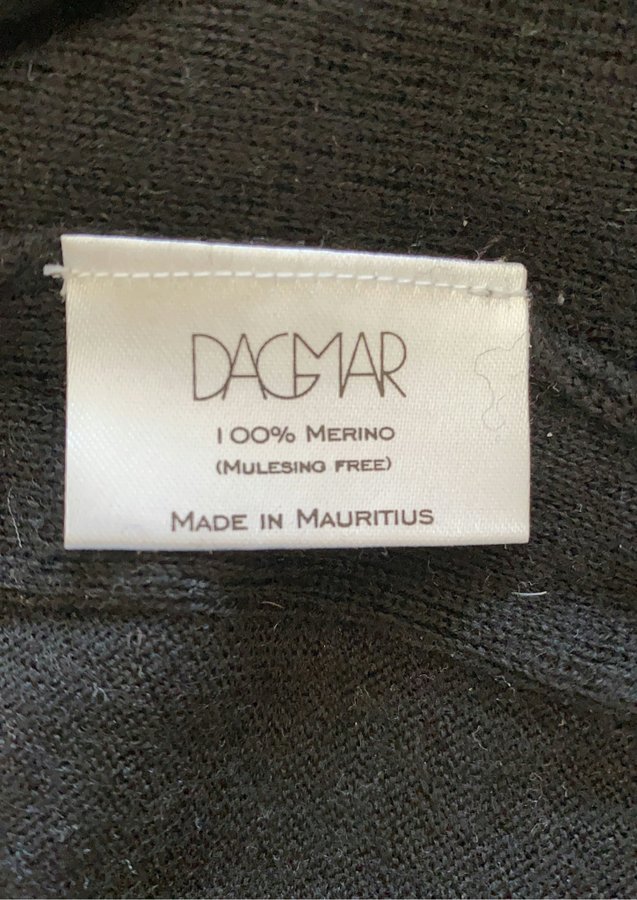 DAGMAR
100% MERINO
(MULESING FREE)
MADE IN MAURITIUS